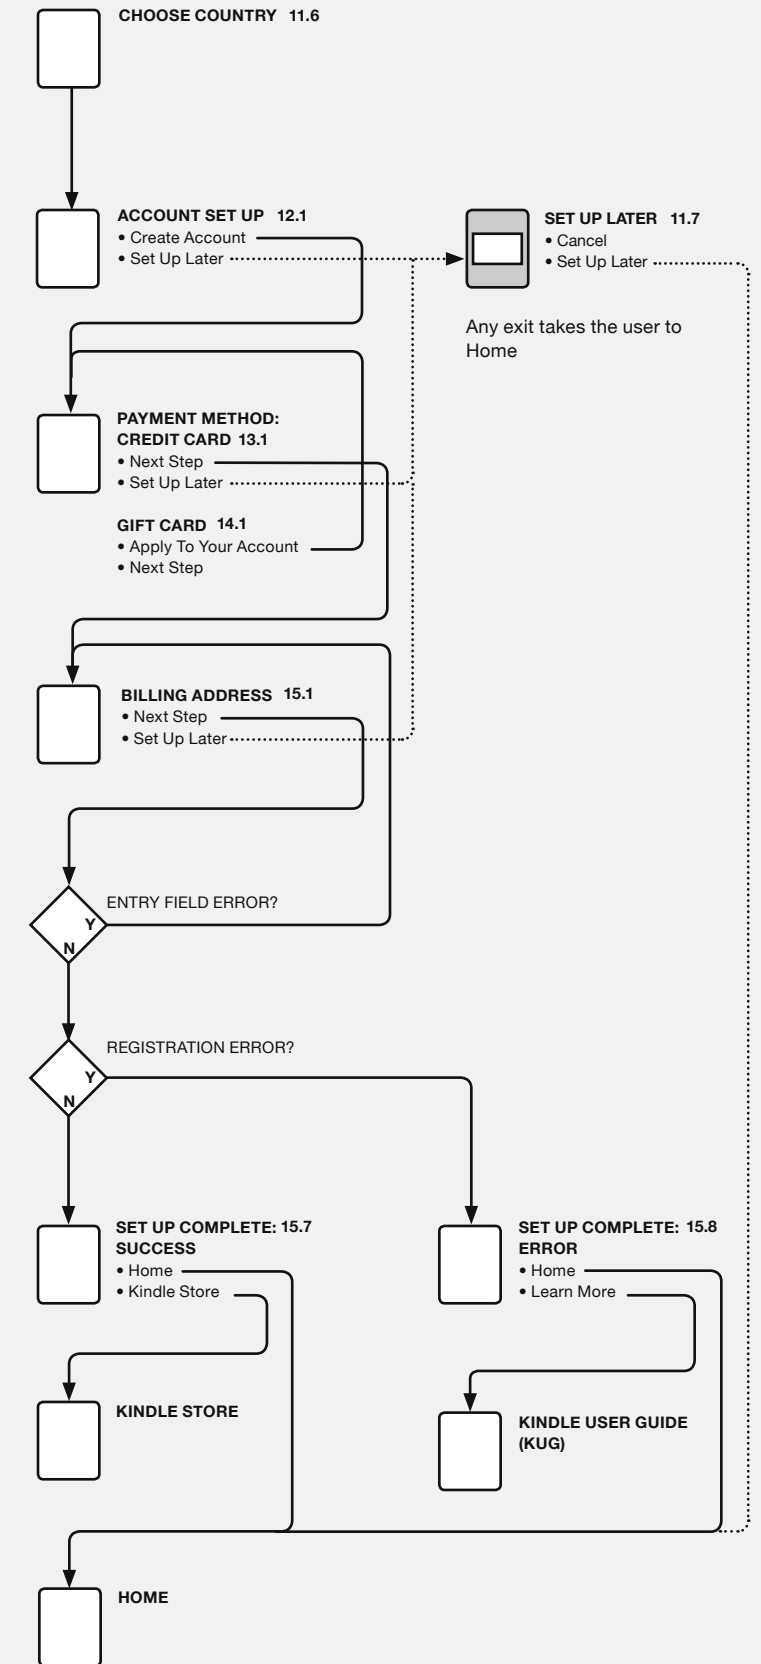 CHOOSE COUNTRY 11.6
ACCOUNT SET UP 12.1
• Create Account
• Set Up Later
SET UP LATER 11.7
• Cancel
• Set Up Later
Any exit takes the user to
Home
PAYMENT METHOD:
CREDIT CARD 13.1
• Next Step
• Set Up Later
GIFT CARD 14.1
• Apply To Your Account
• Next Step
BILLING ADDRESS 15.1
• Next Step
• Set Up Later
ENTRY FIELD ERROR?
Y
N
REGISTRATION ERROR?
Y
N
SET UP COMPLETE: 15.7
SUCCESS
• Home
• Kindle Store
SET UP COMPLETE: 15.8
ERROR
• Home
• Learn More
KINDLE STORE
KINDLE USER GUIDE
(KUG)
HOME